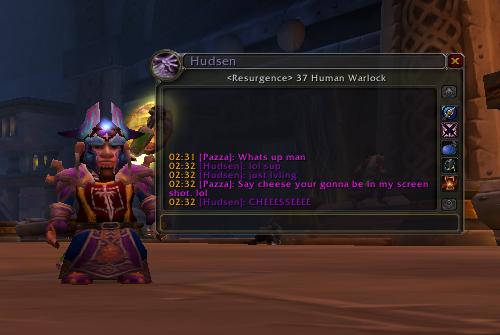 Hudsen
<Resurgence> 37 Human Warlock
02:31 [Pazza]: Whats up man
02:32 [Hudsen]: lol sup
02:32 [Hudsen]: just lvling
02:32 [Pazza]: Say cheese your gonna be in my screen
shot. lol
02:32 [Hudsen]: CHEEESSEEEE